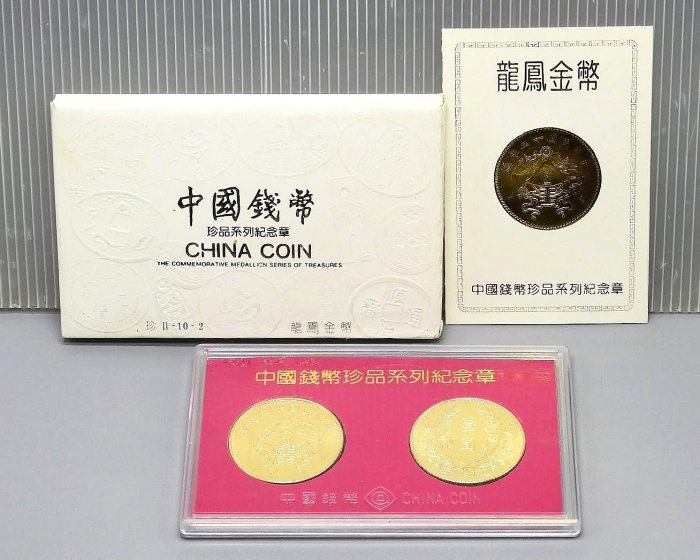 中國錢幣
珍品系列紀念章
CHINA COIN
THE COMMEMORATIVE MEDALLION SERIES OF TREASURES
珍 II-10-2
龍鳳金幣
龍鳳金幣
中國錢幣珍品系列紀念章
中國錢幣珍品系列紀念章
壹圓
中國錢幣 CHINA COIN